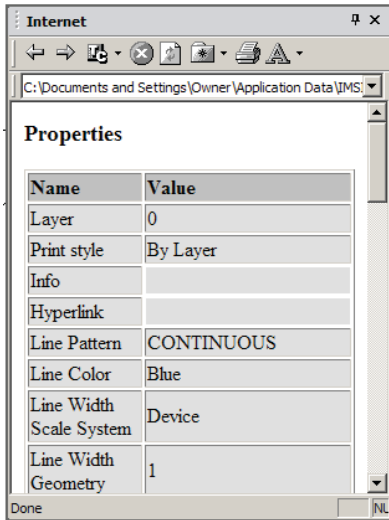 Internet
C:\Documents and Settings\Owner\Application Data\IMS
Properties
Name Value
Layer 0
Print style By Layer
Info
Hyperlink
Line Pattern CONTINUOUS
Line Color Blue
Line Width
Scale System Device
Line Width
Geometry 1
Done